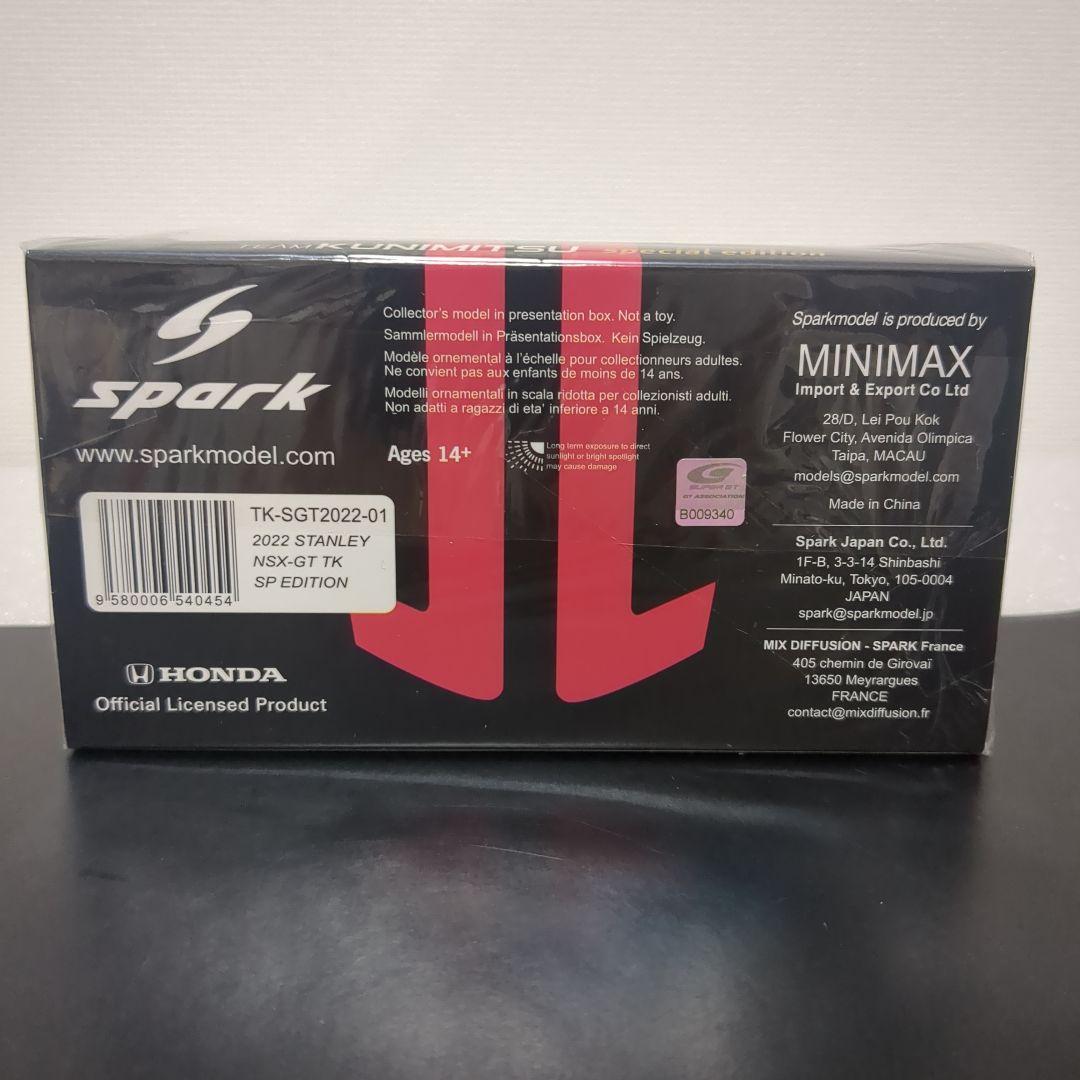 TEAM KUNIMITSU special edition
spark
www.sparkmodel.com
Collector's model in presentation box. Not a toy.
Sammlermodell in Präsentationsbox. Kein Spielzeug.
Modèle ornemental à l'échelle pour collectionneurs adultes.
Ne convient pas aux enfants de moins de 14 ans.
Modelli ornamentali in scala ridotta per collezionisti adulti.
Non adatti a ragazzi di eta' inferiore a 14 anni.
Ages 14+
Long term exposure to direct
sunlight or bright spotlight
may cause damage
SUPER GT
GT ASSOCIATION
B009340
TK-SGT2022-01
2022 STANLEY
NSX-GT TK
SP EDITION
9 580006 540454
HONDA
Official Licensed Product
Sparkmodel is produced by
MINIMAX
Import & Export Co Ltd
28/D, Lei Pou Kok
Flower City, Avenida Olimpica
Taipa, MACAU
models@sparkmodel.com
Made in China
Spark Japan Co., Ltd.
1F-B, 3-3-14 Shinbashi
Minato-ku, Tokyo, 105-0004
JAPAN
spark@sparkmodel.jp
MIX DIFFUSION - SPARK France
405 chemin de Girovaï
13650 Meyrargues
FRANCE
contact@mixdiffusion.fr